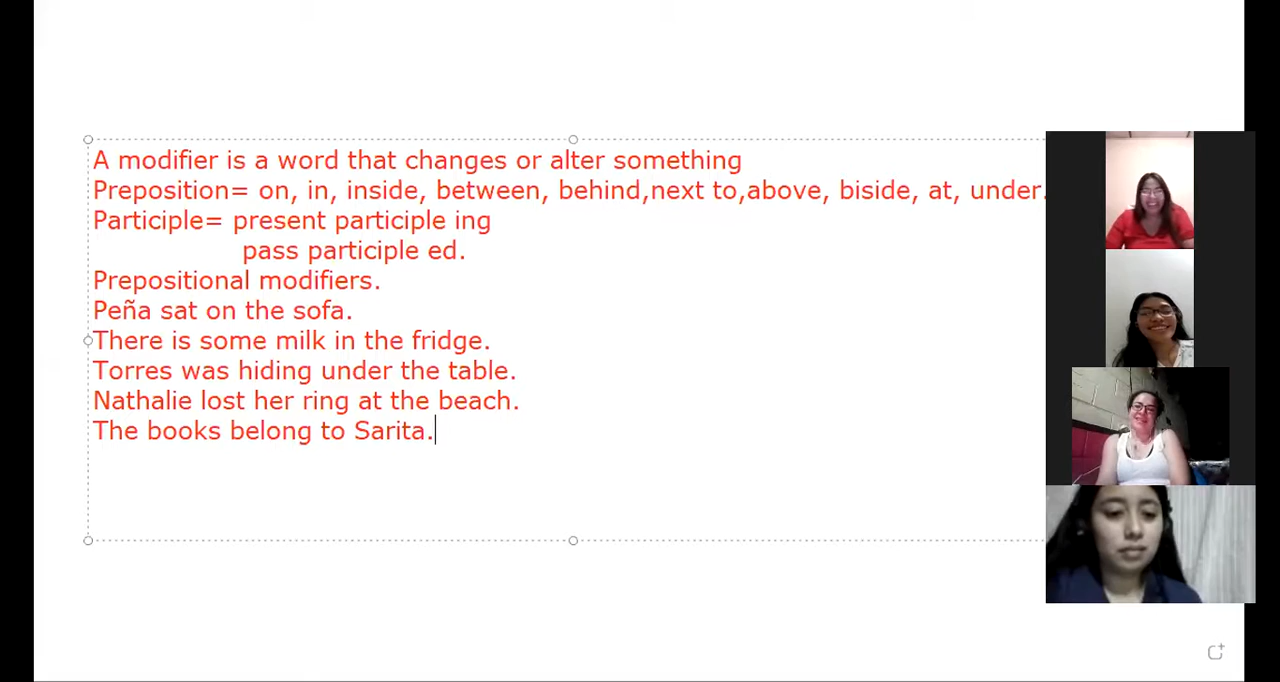 A modifier is a word that changes or alter something
Preposition= on, in, inside, between, behind,next to,above, biside, at, under.
Participle= present participle ing
pass participle ed.
Prepositional modifiers.
Peña sat on the sofa.
There is some milk in the fridge.
Torres was hiding under the table.
Nathalie lost her ring at the beach.
The books belong to Sarita.